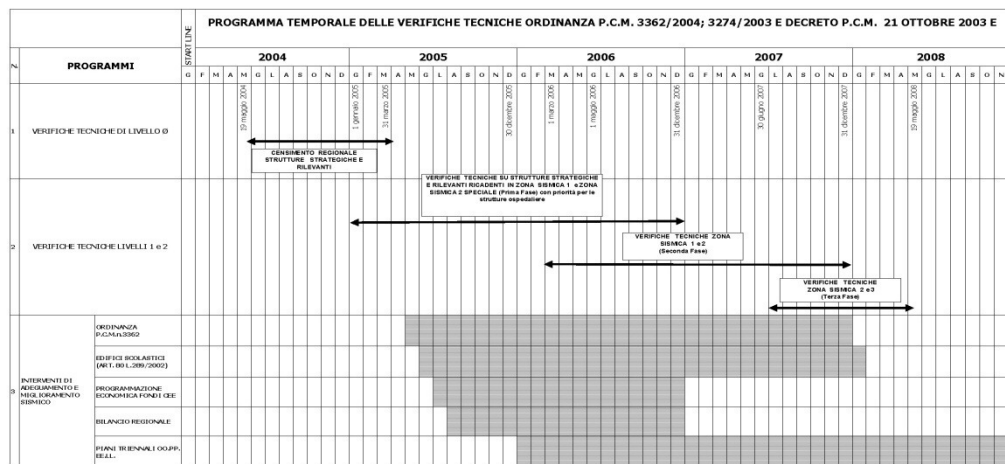 PROGRAMMA TEMPORALE DELLE VERIFICHE TECNICHE ORDINANZA P.C.M. 3362/2004; 3274/2003 E DECRETO P.C.M. 21 OTTOBRE 2003 E
N.
PROGRAMMI
START LINE
2004
2005
2006
2007
2008
G F M A M G L A S O N D G F M A M G L A S O N D G F M A M G L A S O N D G F M A M G L A S O N D G F M A M G L A S O N
19 maggio 2004
1 gennaio 2005
31 marzo 2005
30 dicembre 2005
1 marzo 2006
1 maggio 2006
31 dicembre 2006
30 giugno 2007
31 dicembre 2007
19 maggio 2008
1
VERIFICHE TECNICHE DI LIVELLO Ø
CENSIMENTO REGIONALE
STRUTTURE STRATEGICHE E
RILEVANTI
2
VERIFICHE TECNICHE LIVELLI 1 e 2
VERIFICHE TECNICHE SU STRUTTURE STRATEGICHE
E RILEVANTI RICADENTI IN ZONA SISMICA 1 e ZONA
SISMICA 2 SPECIALE (Prima Fase) con priorità per le
strutture ospedaliere
VERIFICHE TECNICHE ZONA
SISMICA 1 e 2
(Seconda Fase)
VERIFICHE TECNICHE
ZONA SISMICA 2 e 3
(Terza Fase)
3
INTERVENTI DI
ADEGUAMENTO E
MIGLIORAMENTO
SISMICO
ORDINANZA
P.C.M.n.3362
EDIFICI SCOLASTICI
(ART. 80 L.289/2002)
PROGRAMMAZIONE
ECONOMICA FONDI CEE
BILANCIO REGIONALE
PIANI TRIENNALI OO.PP.
EE.LL.